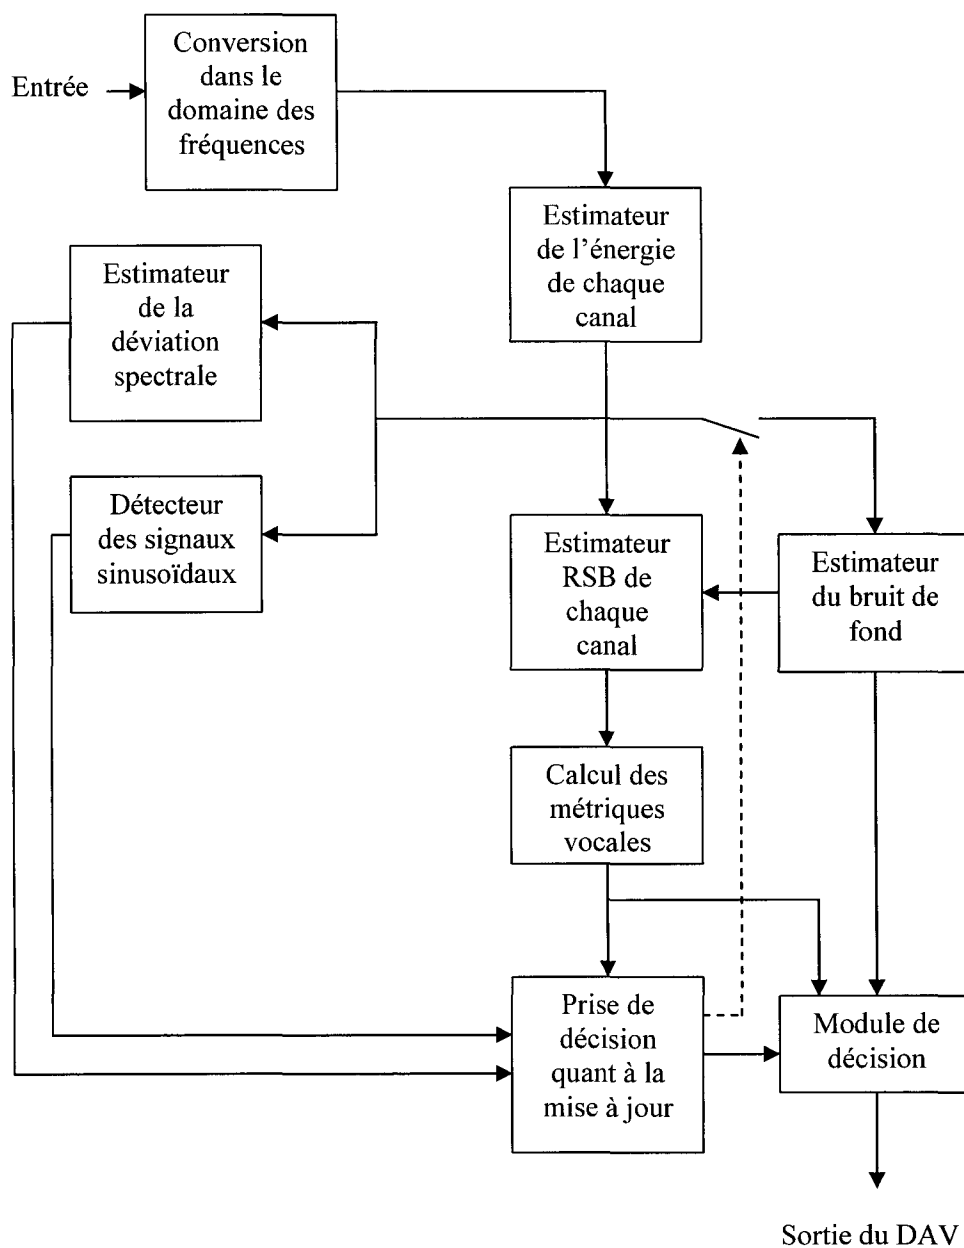 Conversion
dans le
domaine des
fréquences
Entrée
Estimateur
de l'énergie
de chaque
canal
Estimateur
de la
déviation
spectrale
Détecteur
des signaux
sinusoïdaux
Estimateur
RSB de
chaque
canal
Estimateur
du bruit de
fond
Calcul des
métriques
vocales
Prise de
décision
quant à la
mise à jour
Module de
décision
Sortie du DAV